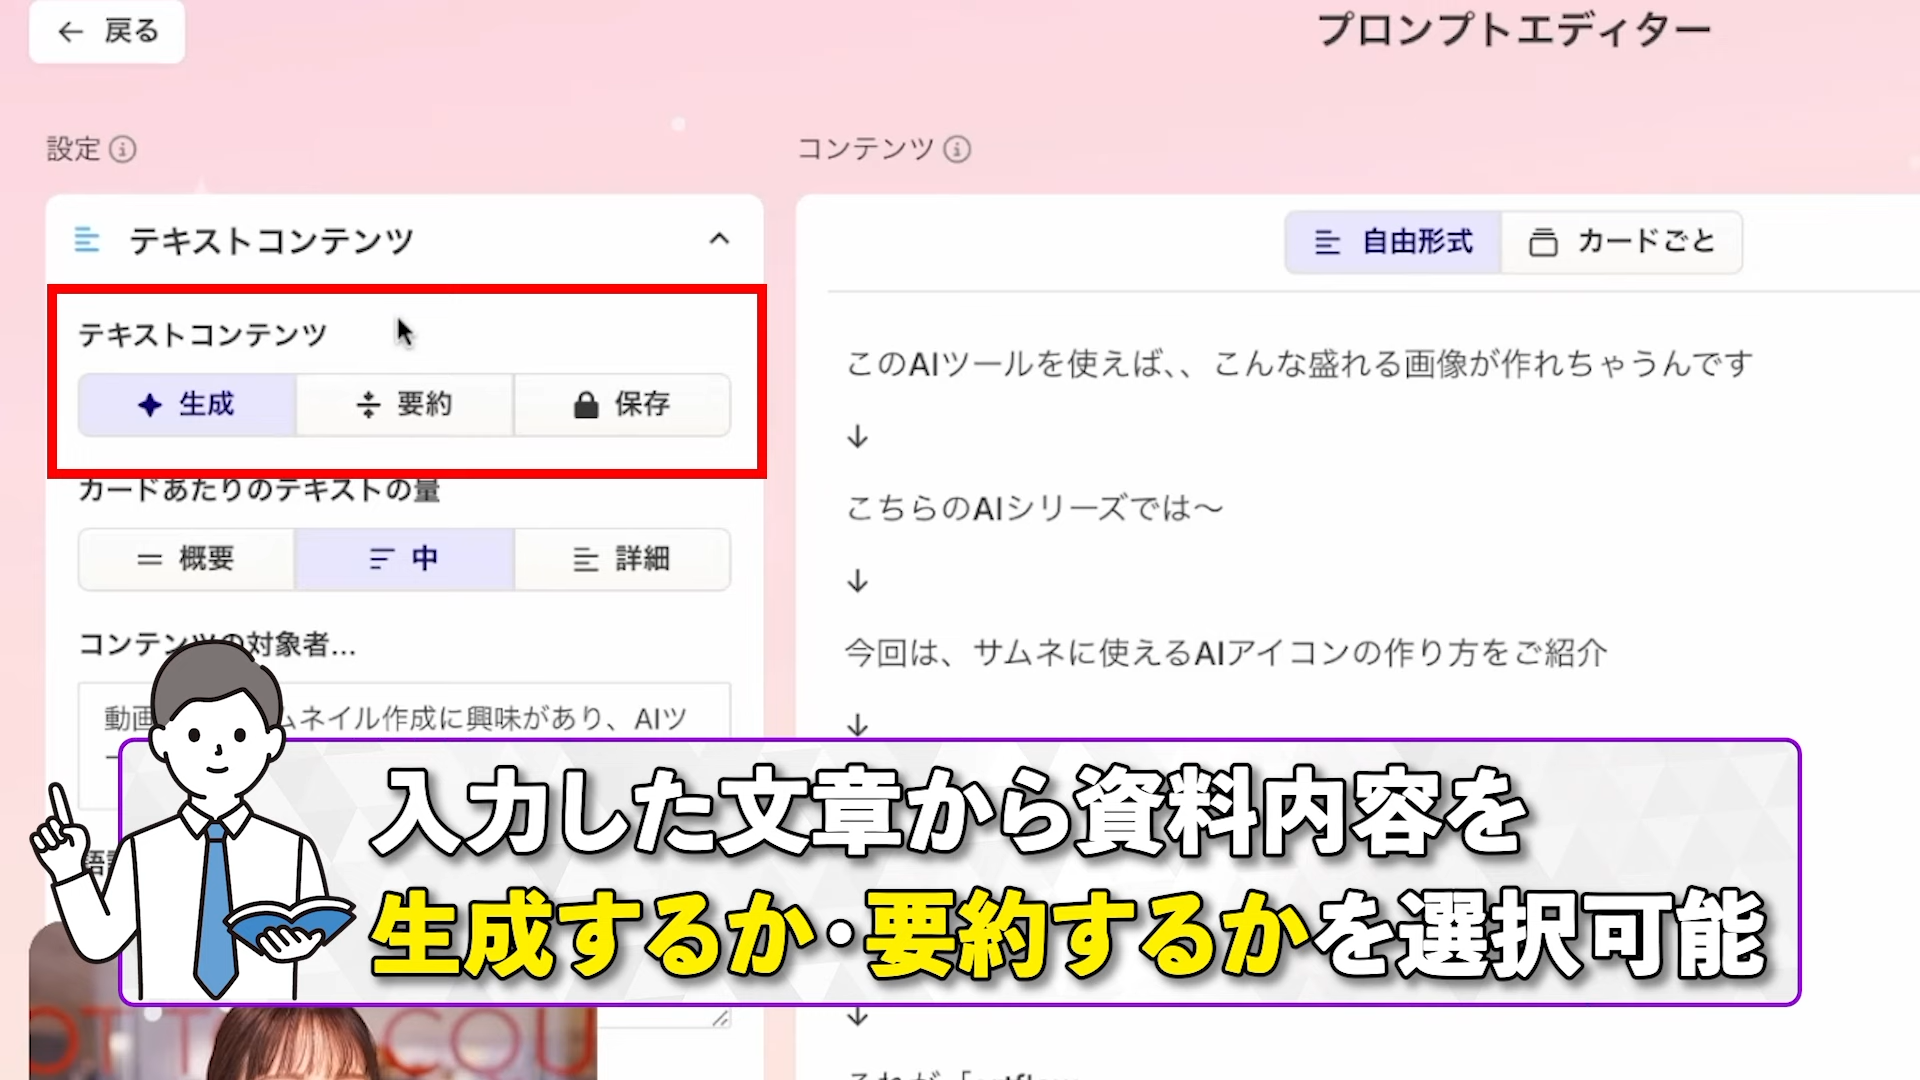 ← 戻る
プロンプトエディター
設定
コンテンツ
テキストコンテンツ
自由形式
カードごと
テキストコンテンツ
生成
要約
保存
カードあたりのテキストの量
概要
中
詳細
コンテンツの対象者...
このAIツールを使えば、、こんな盛れる画像が作れちゃうんです
↓
こちらのAIシリーズでは〜
↓
今回は、サムネに使えるAIアイコンの作り方をご紹介
↓
動画 ムネイル作成に興味があり、AIツ
入力した文章から資料内容を
生成するか・要約するかを選択可能
↓